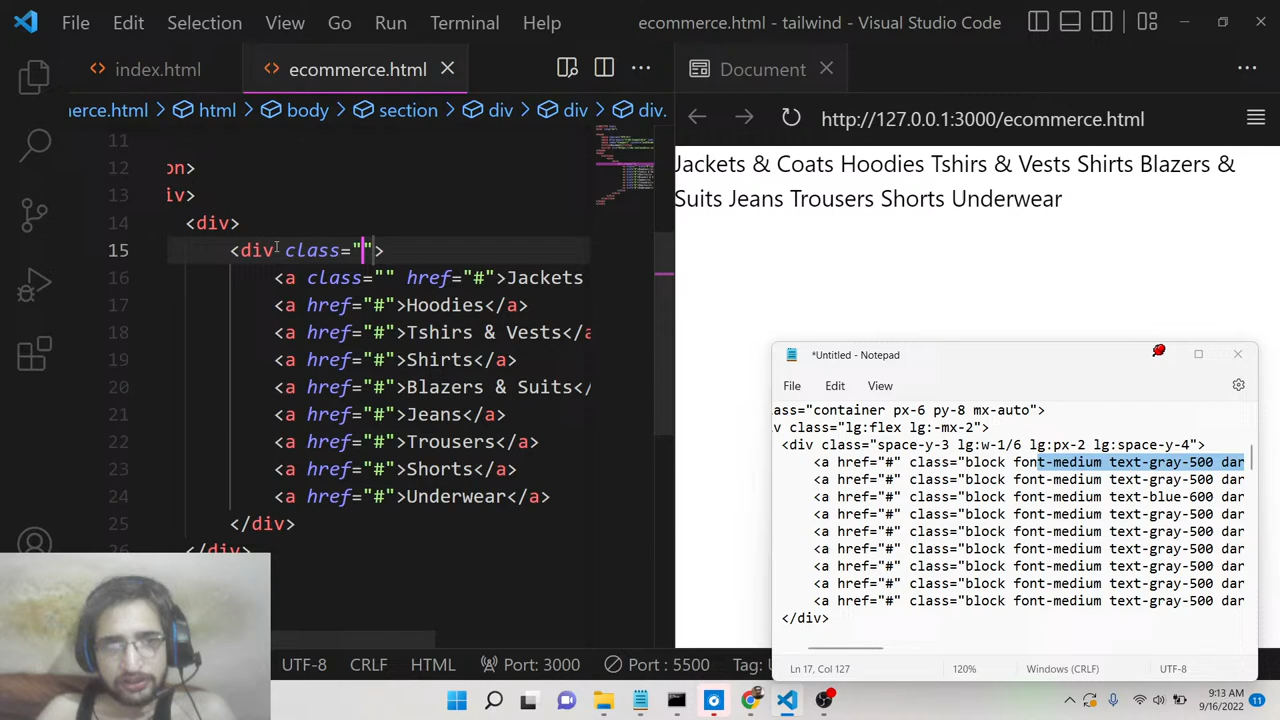 File Edit Selection View Go Run Terminal Help ecommerce.html - tailwind - Visual Studio Code
index.html ecommerce.html Document
erce.html > html > body > section > div > div > div.
http://127.0.0.1:3000/ecommerce.html
11
12 on>
13 iv>
14 <div>
15 <div class="">
16 <a class="" href="#">Jackets
17 <a href="#">Hoodies</a>
18 <a href="#">Tshirs & Vests</a
19 <a href="#">Shirts</a>
20 <a href="#">Blazers & Suits</
21 <a href="#">Jeans</a>
22 <a href="#">Trousers</a>
23 <a href="#">Shorts</a>
24 <a href="#">Underwear</a>
25 </div>
26 </div>
Jackets & Coats Hoodies Tshirs & Vests Shirts Blazers &
Suits Jeans Trousers Shorts Underwear
*Untitled - Notepad
File Edit View
ass="container px-6 py-8 mx-auto">
v class="lg:flex lg:-mx-2">
<div class="space-y-3 lg:w-1/6 lg:px-2 lg:space-y-4">
<a href="#" class="block font-medium text-gray-500 dar
<a href="#" class="block font-medium text-gray-500 dar
<a href="#" class="block font-medium text-blue-600 dar
<a href="#" class="block font-medium text-gray-500 dar
<a href="#" class="block font-medium text-gray-500 dar
<a href="#" class="block font-medium text-gray-500 dar
<a href="#" class="block font-medium text-gray-500 dar
<a href="#" class="block font-medium text-gray-500 dar
<a href="#" class="block font-medium text-gray-500 dar
</div>
Ln 17, Col 127 120% Windows (CRLF) UTF-8
UTF-8 CRLF HTML Port: 3000 Port : 5500 Tag:
9:13 AM
9/16/2022